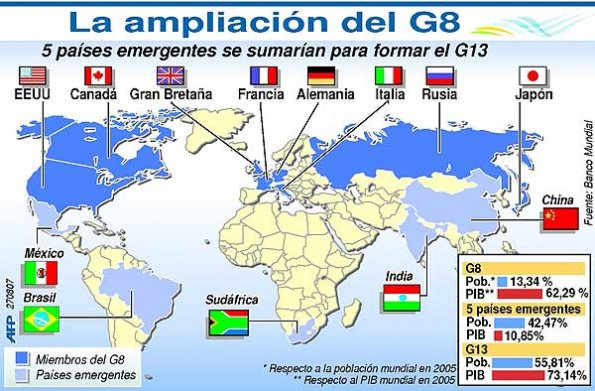 La ampliación del G8
5 países emergentes se sumarían para formar el G13
EEUU Canadá Gran Bretaña Francia Alemania Italia Rusia Japón
Fuente: Banco Mundial
China
México
India
Brasil
Sudáfrica
G8
Pob.* 13,34 %
PIB** 62,29 %
5 países emergentes
Pob. 42,47%
PIB 10,85%
G13
Pob. 55,81%
PIB 73,14%
AFP 270807
Miembros del G8
Países emergentes
* Respecto a la población mundial en 2005
** Respecto al PIB mundial en 2005